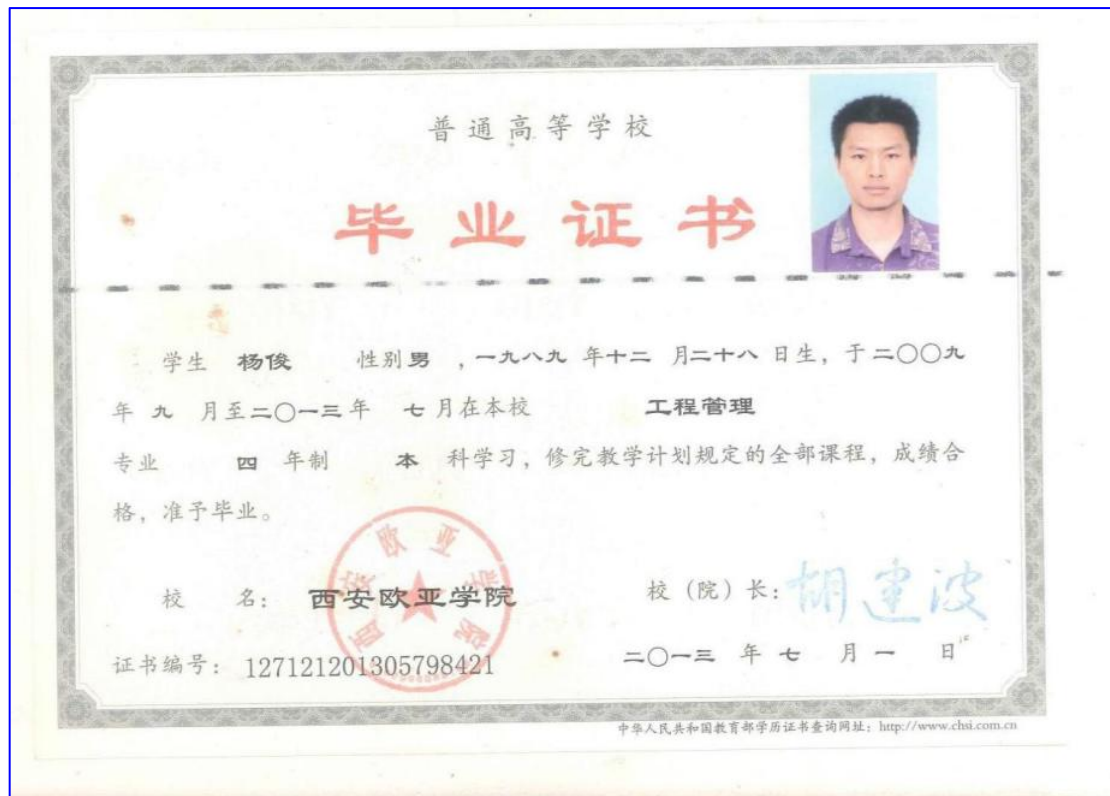 普通高等学校
毕业证书
学生 杨俊 性别男 ,一九八九 年十二 月二十八 日生, 于二〇〇九
年 九 月至二〇一三年 七月在本校 工程管理
专业 四 年制 本 科学习, 修完教学计划规定的全部课程, 成绩合
格, 准予毕业。
西安欧亚学院
校 名: 西安欧亚学院 校 (院) 长: 胡建波
证书编号: 127121201305798421 二〇一三 年 七 月 一 日
中华人民共和国教育部学历证书查询网址: http://www.chsi.com.cn